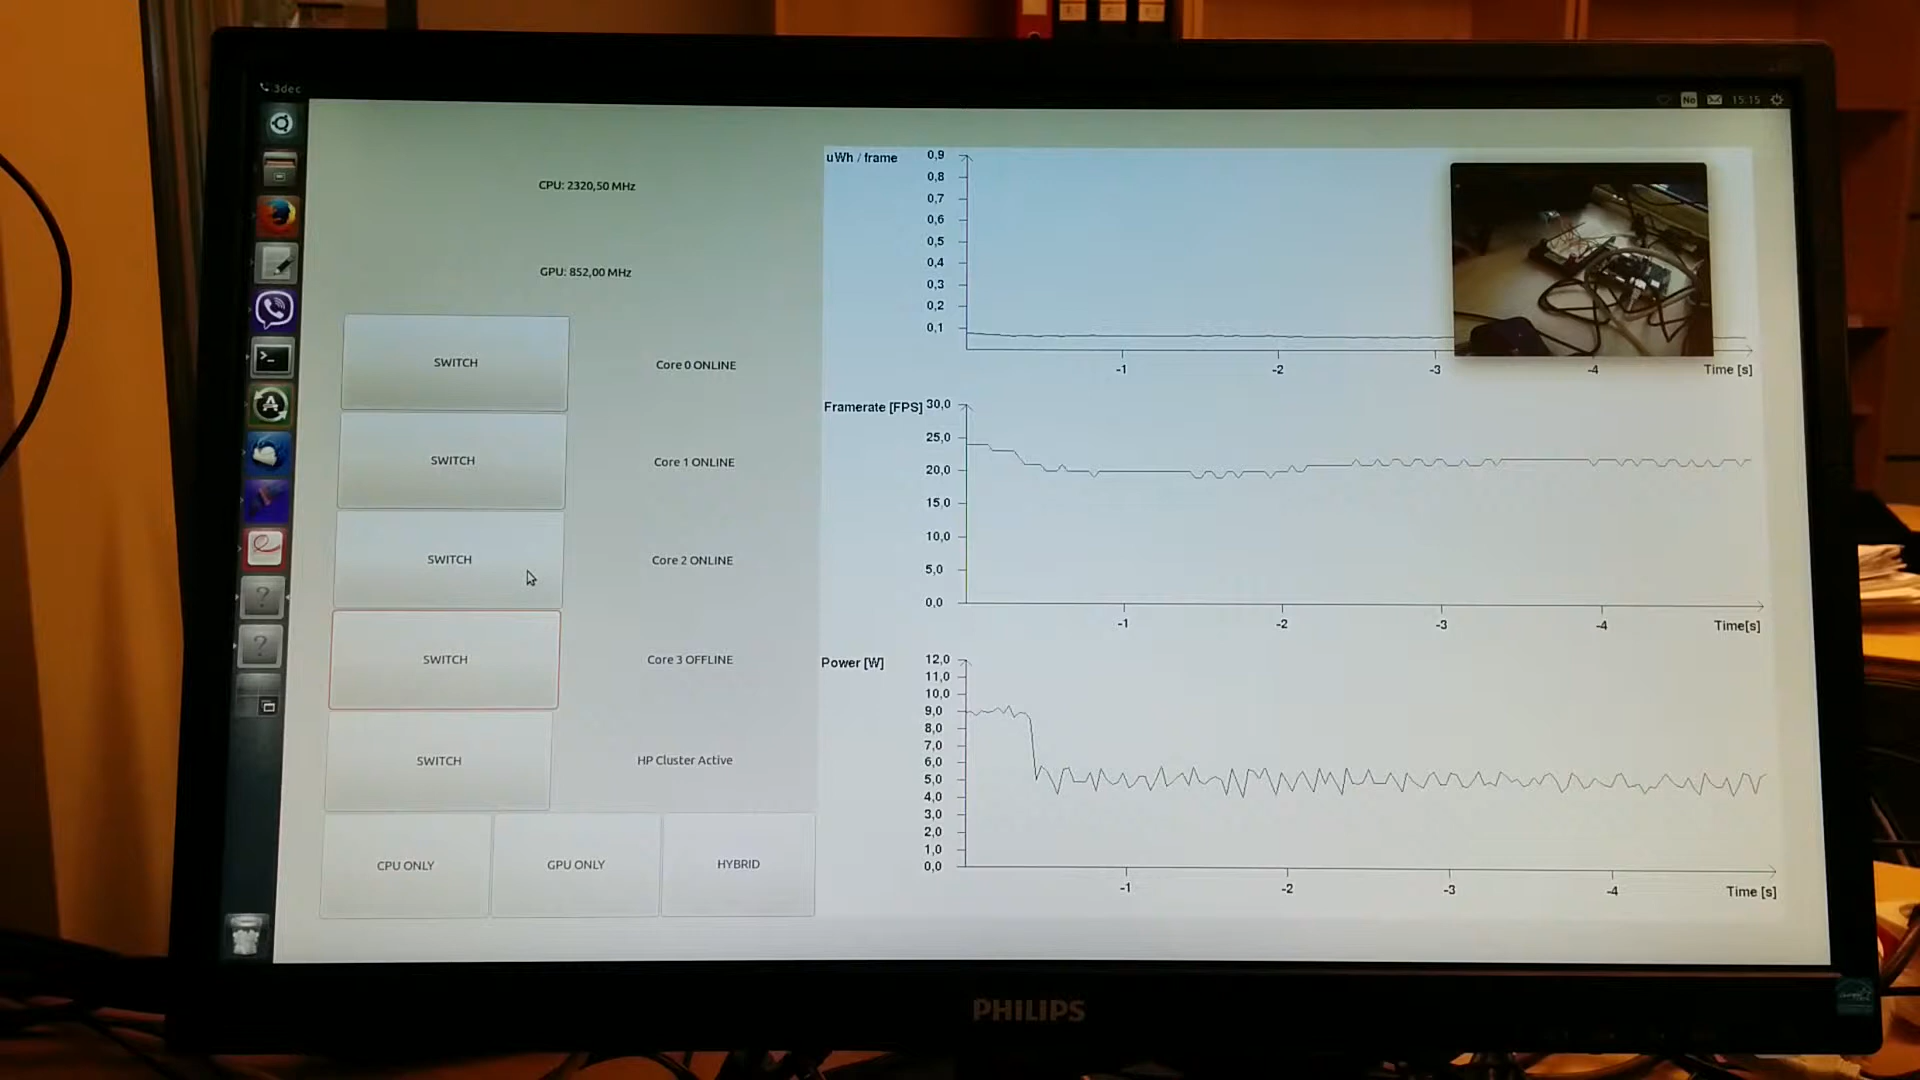 3dec
No
15:15
CPU: 2320,50 MHz
GPU: 852,00 MHz
SWITCH
Core 0 ONLINE
SWITCH
Core 1 ONLINE
SWITCH
Core 2 ONLINE
SWITCH
Core 3 OFFLINE
SWITCH
HP Cluster Active
CPU ONLY
GPU ONLY
HYBRID
uWh / frame
0,9
0,8
0,7
0,6
0,5
0,4
0,3
0,2
0,1
-1
-2
-3
-4
Time [s]
Framerate [FPS]
30,0
25,0
20,0
15,0
10,0
5,0
0,0
-1
-2
-3
-4
Time[s]
Power [W]
12,0
11,0
10,0
9,0
8,0
7,0
6,0
5,0
4,0
3,0
2,0
1,0
0,0
-1
-2
-3
-4
Time [s]
PHILIPS